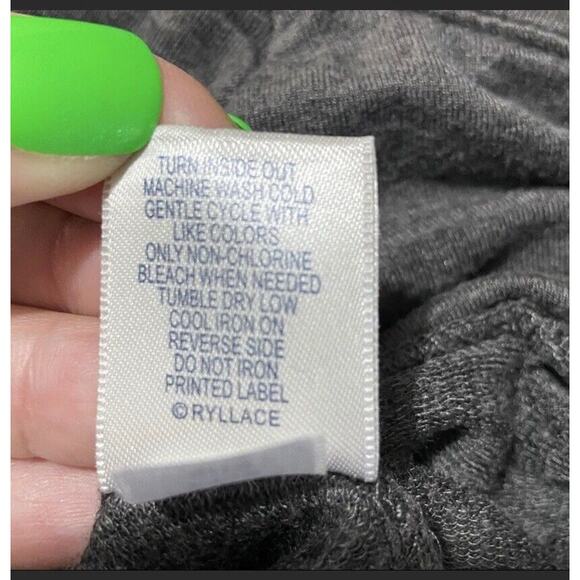 TURN INSIDE OUT
MACHINE WASH COLD
GENTLE CYCLE WITH
LIKE COLORS
ONLY NON-CHLORINE
BLEACH WHEN NEEDED
TUMBLE DRY LOW
COOL IRON ON
REVERSE SIDE
DO NOT IRON
PRINTED LABEL
© RYLLACE